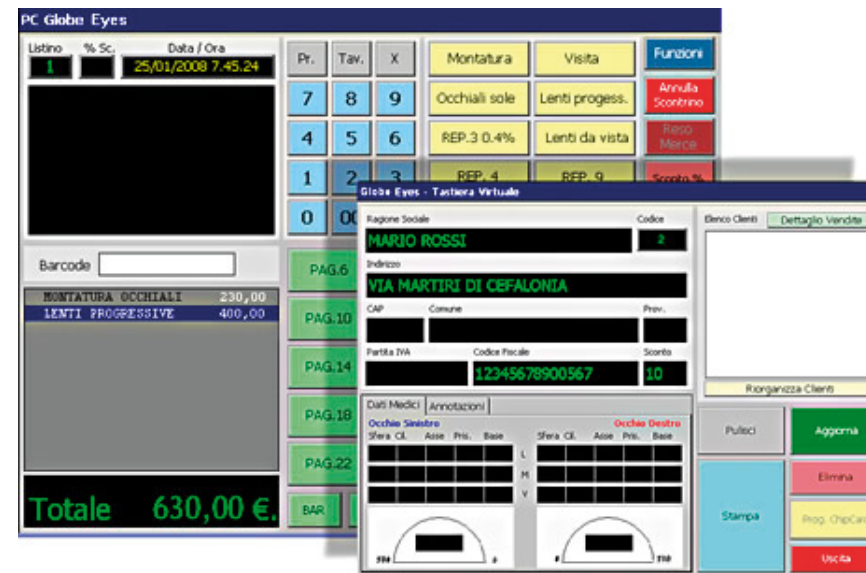 PC Globe Eyes
Listino % Sc. Data / Ora
1 25/01/2008 7.45.24
Pr. Tav. X
Montatura Visita Funzioni
7 8 9
Occhiali sole Lenti progess. Annulla Scontrino
4 5 6
REP.3 0.4% Lenti da vista Reso Merce
1 2 3
REP. 4 REP. 9 Sconto %
0 00
Barcode
MONTATURA OCCHIALI 230,00
LENTI PROGRESSIVE 400,00
PAG.6
PAG.10
PAG.14
PAG.18
PAG.22
BAR
Totale 630,00 €.
Globe Eyes - Tastiera Virtuale
Ragione Sociale Codice
MARIO ROSSI 2
Indirizzo
VIA MARTIRI DI CEFALONIA
CAP Comune Prov.
Partita IVA Codice Fiscale Sconto
12345678900567 10
Elenco Clienti Dettaglio Vendite
Riorganizza Clienti
Dati Medici Annotazioni
Occhio Sinistro Occhio Destro
Sfera Cil. Asse Pris. Base Sfera Cil. Asse Pris. Base
L
M
V
Pulisci Aggiorna
Elimina
Stampa Prog. ChipCar
Uscita